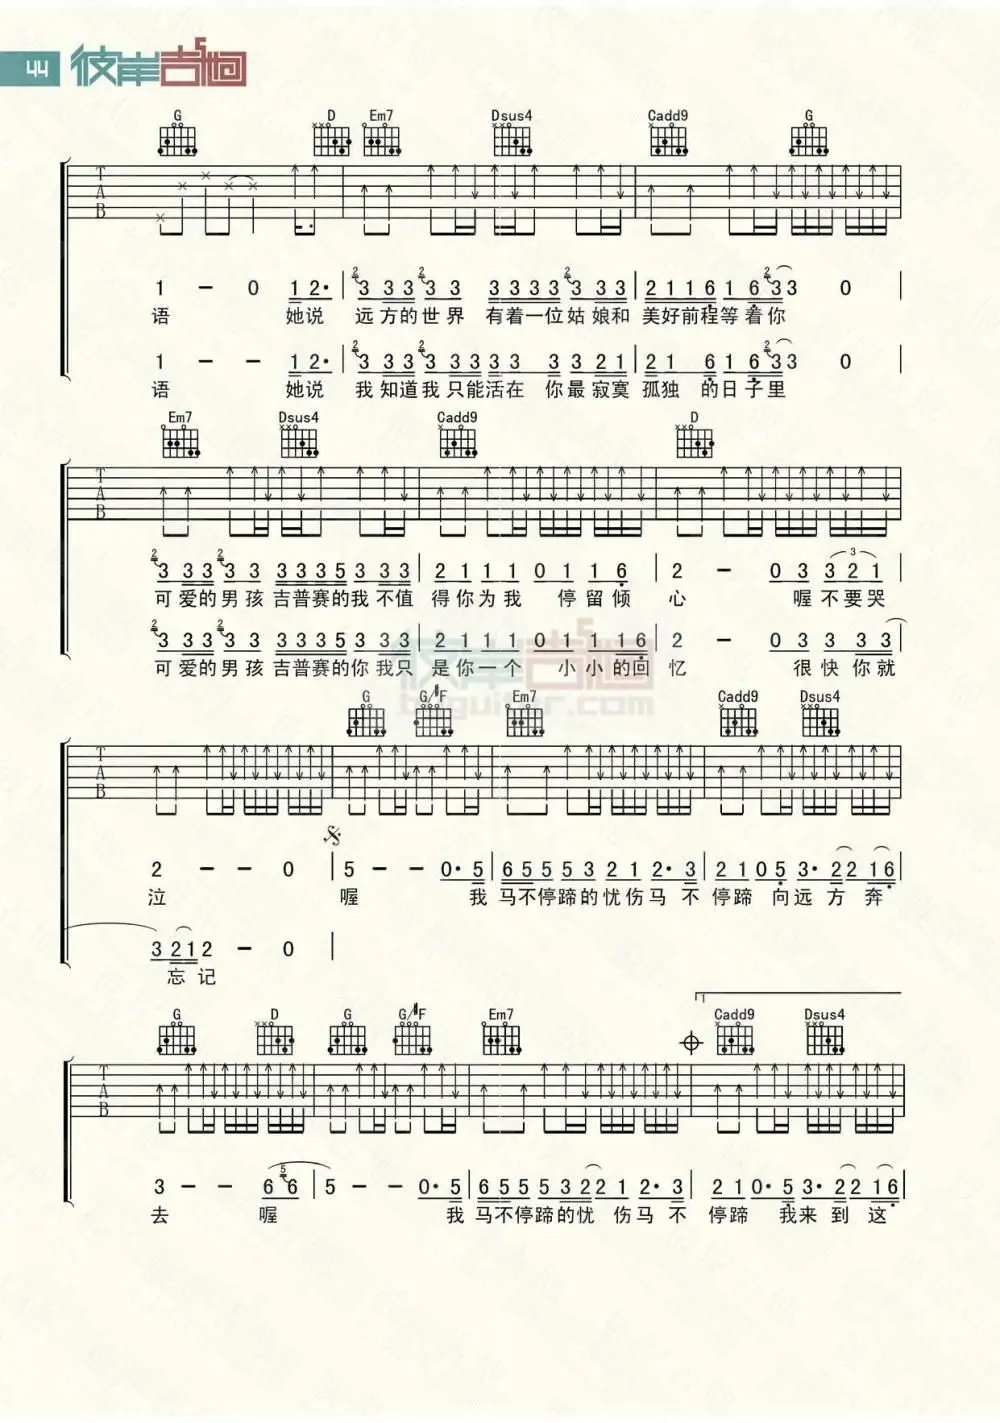 44 彼岸吉他
G D Em7 Dsus4 Cadd9 G
T
A
B
1 - 0 1 2· | 3 3 3 3 3 3 3 3 3 3 3 3 | 2 1 1 6 1 6 3 3 0 |
语 她说 远方的世界 有着一位姑娘和 美好前程等着你
1 - - 1 2· | 3 3 3 3 3 3 3 3 3 3 2 1 | 2 1 6 1 6 3 3 0 |
语 她说 我知道我只能活在 你最寂寞 孤独 的日子里
Em7 Dsus4 Cadd9 D
T
A
B
3 3 3 3 3 3 3 3 5 3 3 3 | 2 1 1 1 0 1 1 6 | 2 - 0 3 3 2 1
可爱的男孩 吉普赛的我不值 得你为我 停留倾 心 喔不要哭
3 3 3 3 3 3 3 3 5 3 3 3 | 2 1 1 1 0 1 1 1 6 | 2 - 0 3 3 3 3
可爱的男孩 吉普赛的你我只 是你一个 小小的回 忆 很快你就
彼岸吉他
G G/#F Em7 Cadd9 Dsus4
T
A
B
2 - - 0 | 5 - - 0· 5 | 6 5 5 5 3 2 1 2· 3 | 2 1 0 5 3· 2 2 1 6 |
泣 喔 我 马不停蹄的忧伤马 不 停蹄 向远 方 奔
3 2 1 2 - 0 |
忘 记
G D G G/#F Em7 Cadd9 Dsus4
T
A
B
3 - - 6 6 | 5 - - 0· 5 | 6 5 5 5 3 2 2 1 2· 3 | 2 1 0· 5 3· 2 2 1 6 |
去 喔 我 马不停蹄的忧 伤马 不 停蹄 我来 到 这